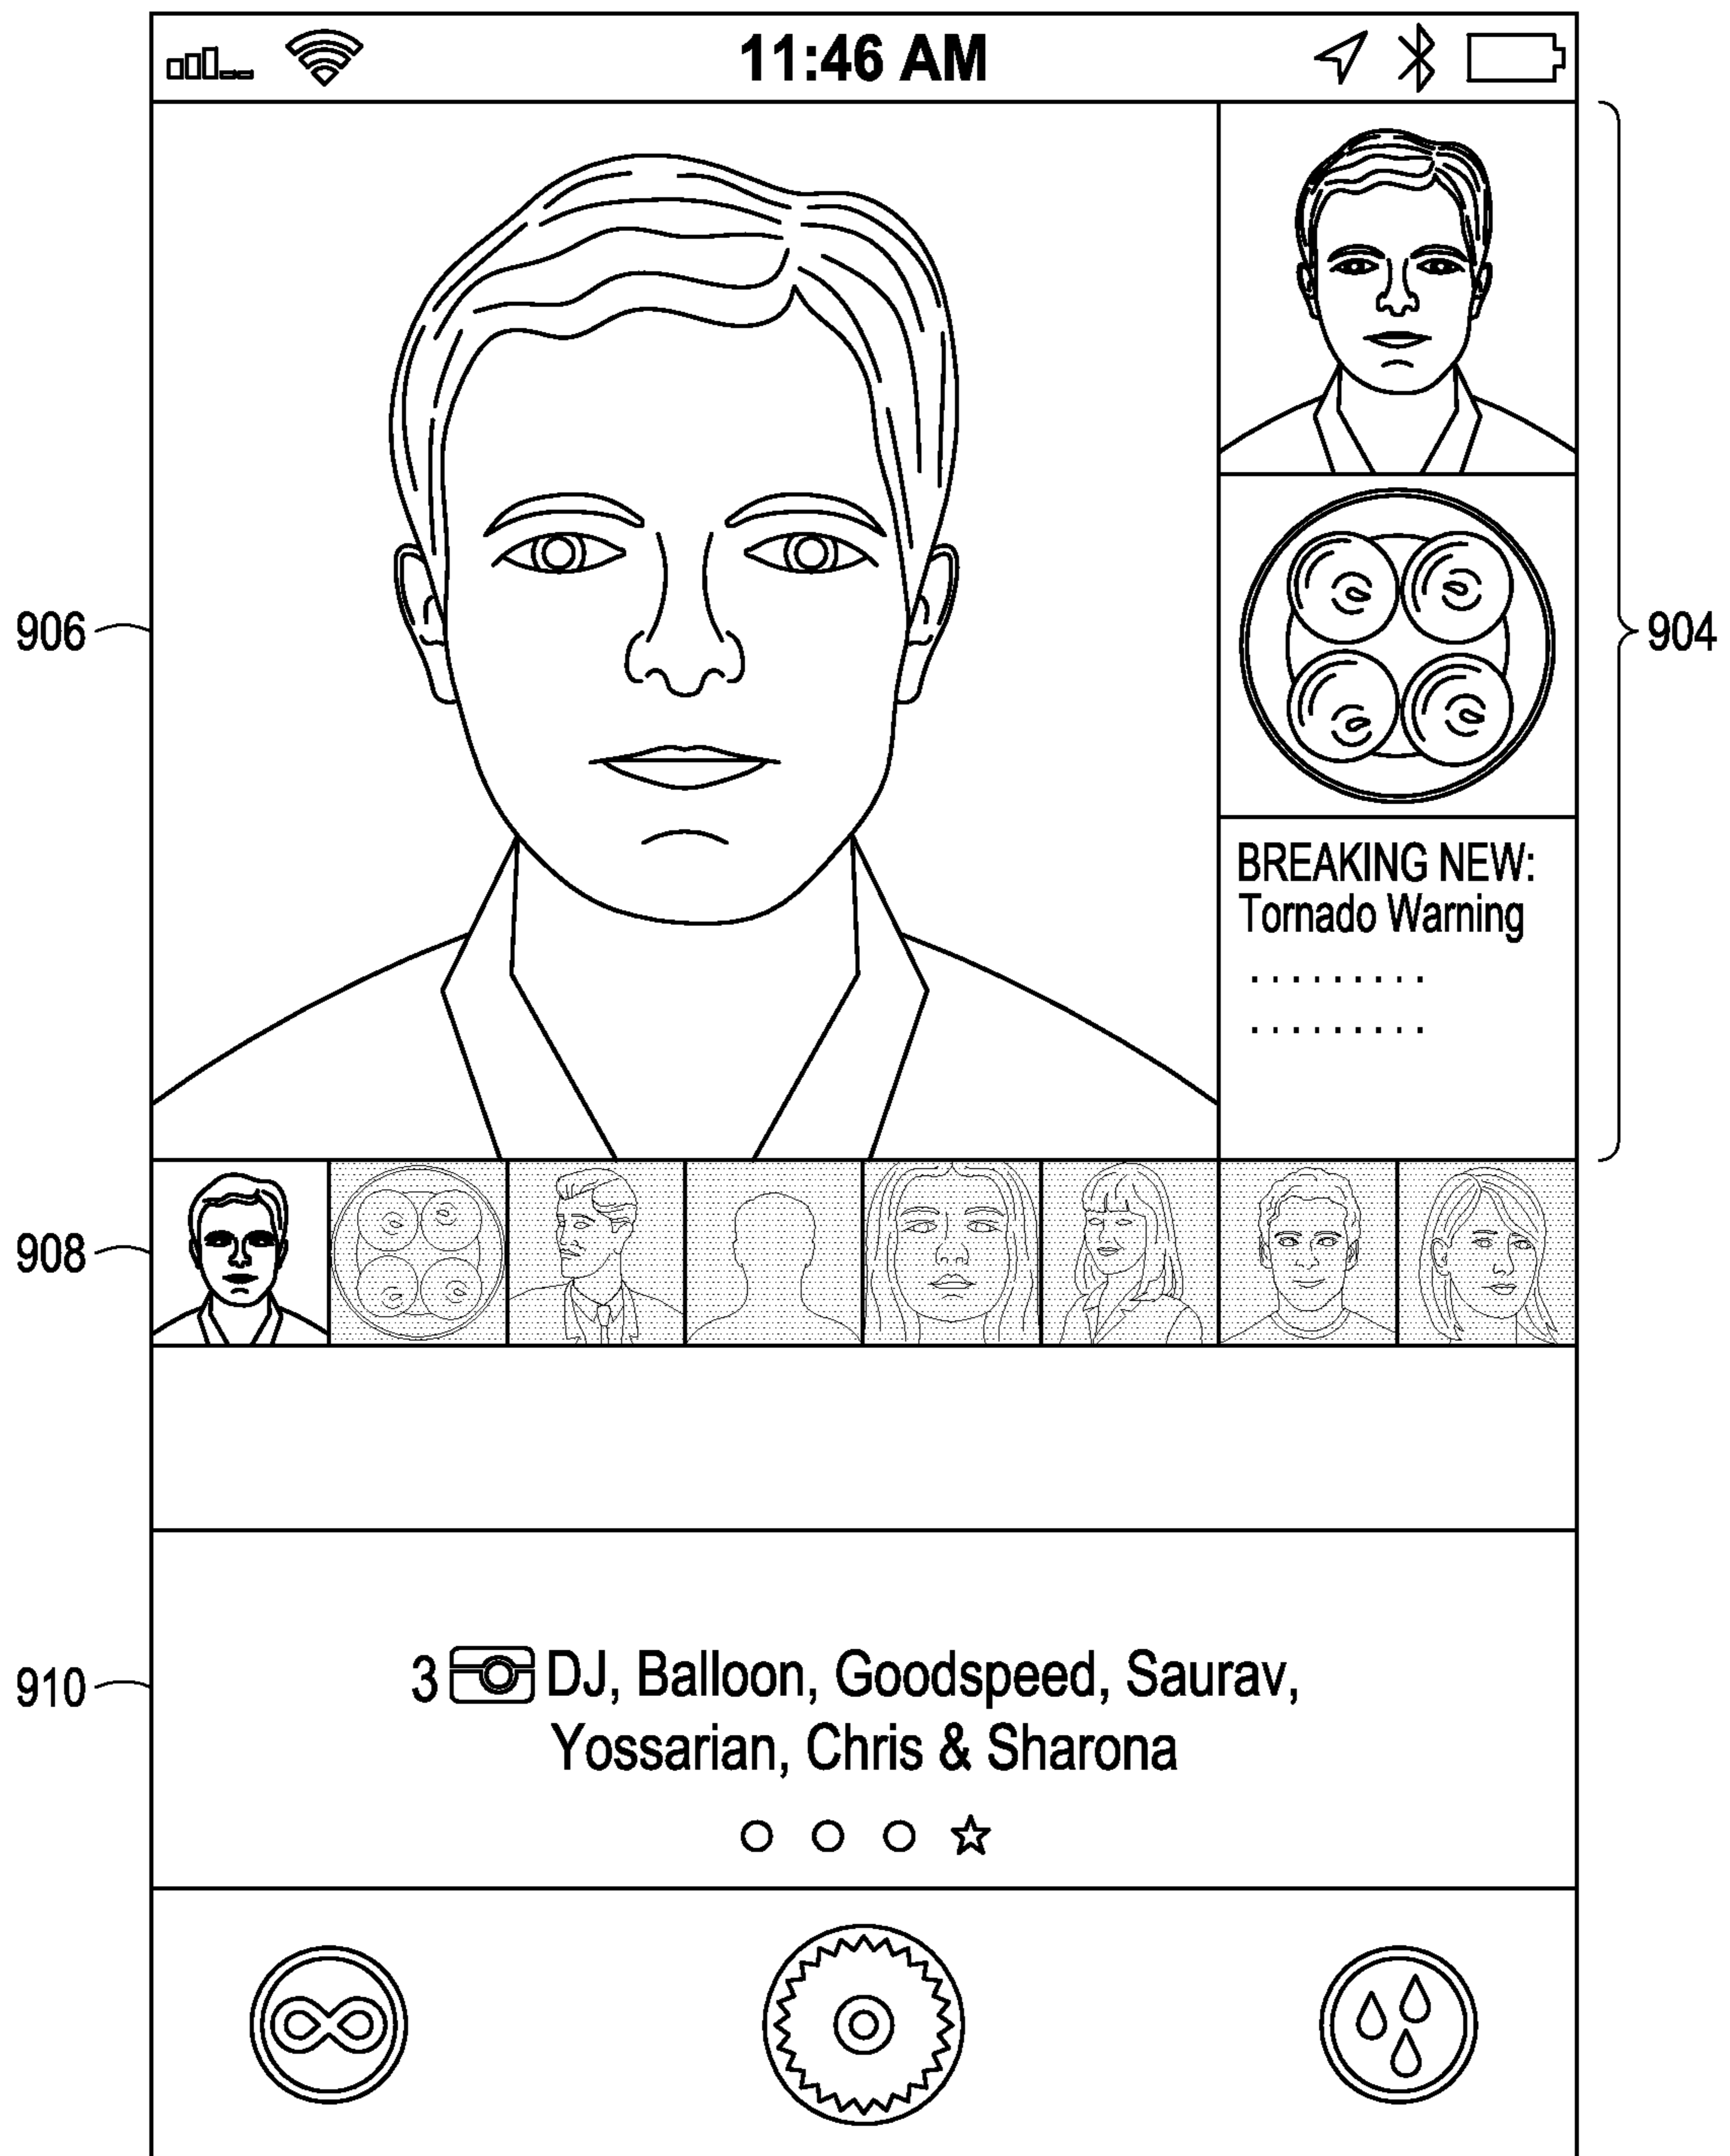 11:46 AM
906
904
BREAKING NEW:
Tornado Warning
908
910
3 DJ, Balloon, Goodspeed, Saurav,
Yossarian, Chris & Sharona